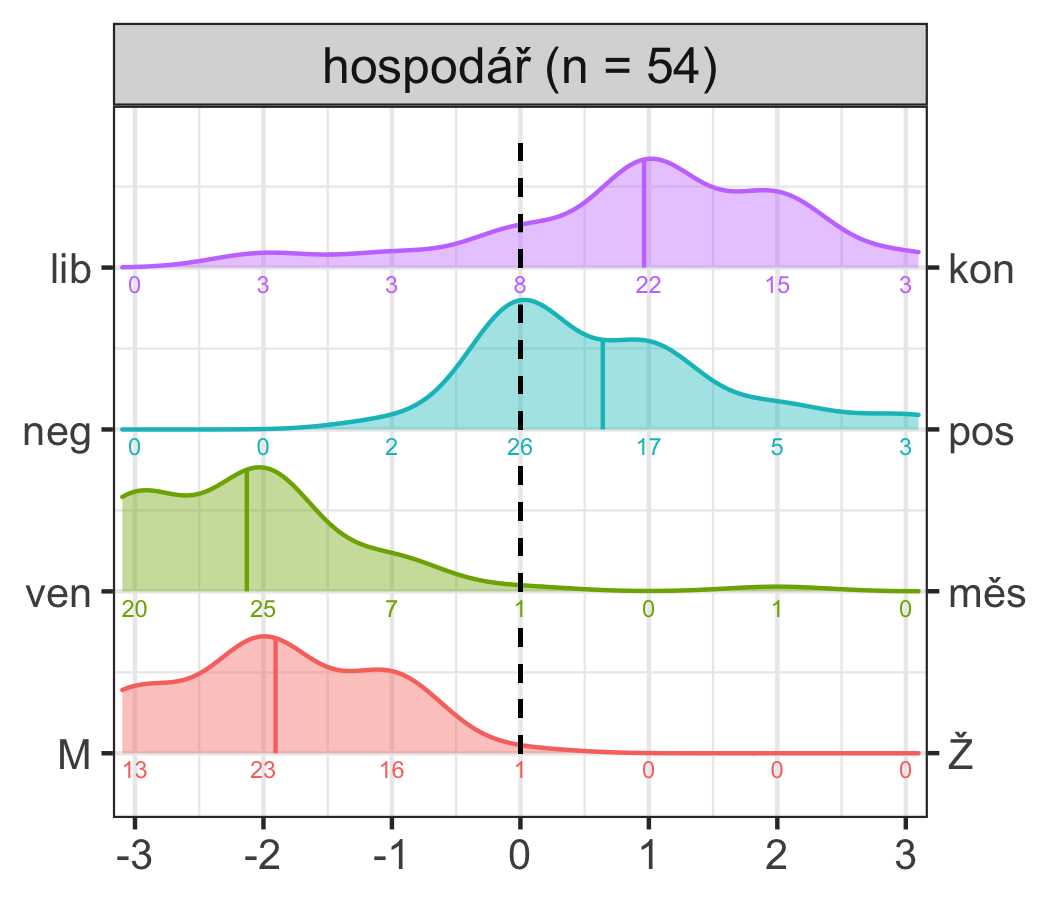 hospodář (n = 54)
lib kon
0 3 3 8 22 15 3
neg pos
0 0 2 26 17 5 3
ven měs
20 25 7 1 0 1 0
M Ž
13 23 16 1 0 0 0
-3 -2 -1 0 1 2 3